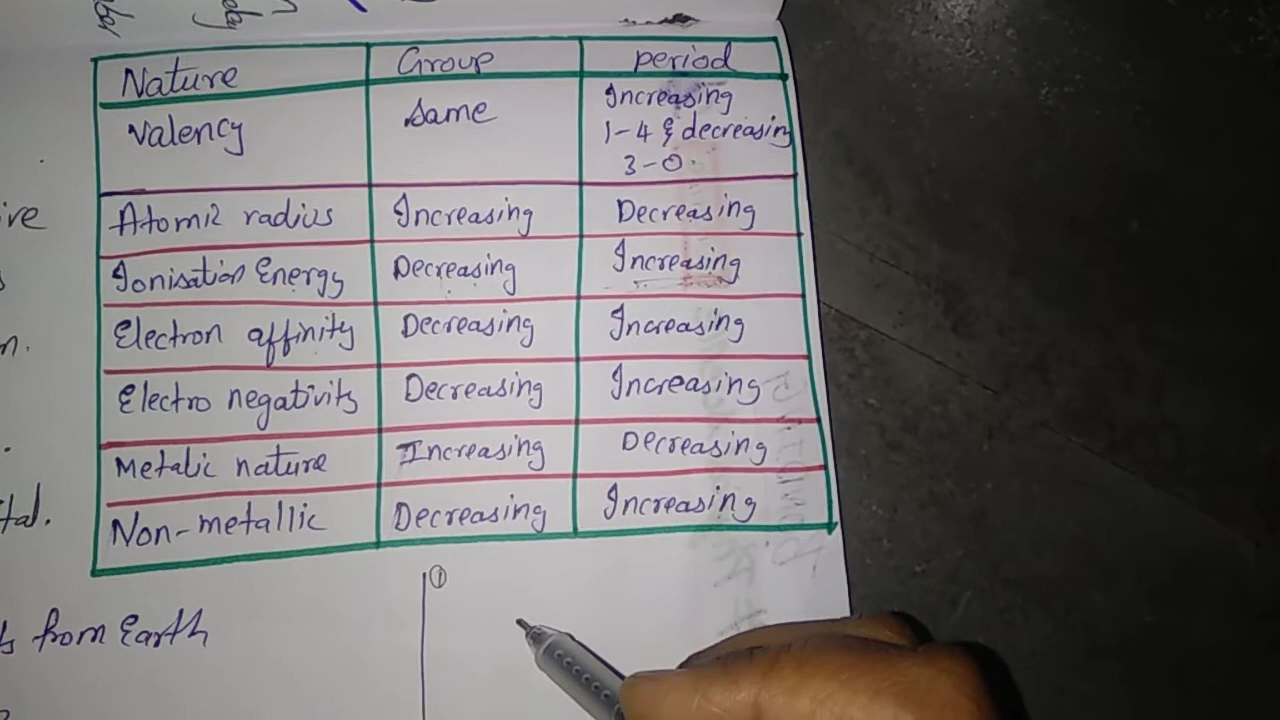 Nature Group period
Valency Same Increasing
1-4 & decreasing
3-0.
Atomic radius Increasing Decreasing
Ionisation Energy Decreasing Increasing
Electron affinity Decreasing Increasing
Electro negativity Decreasing Increasing
Metalic nature Increasing Decreasing
Non-metallic Decreasing Increasing
①
from Earth